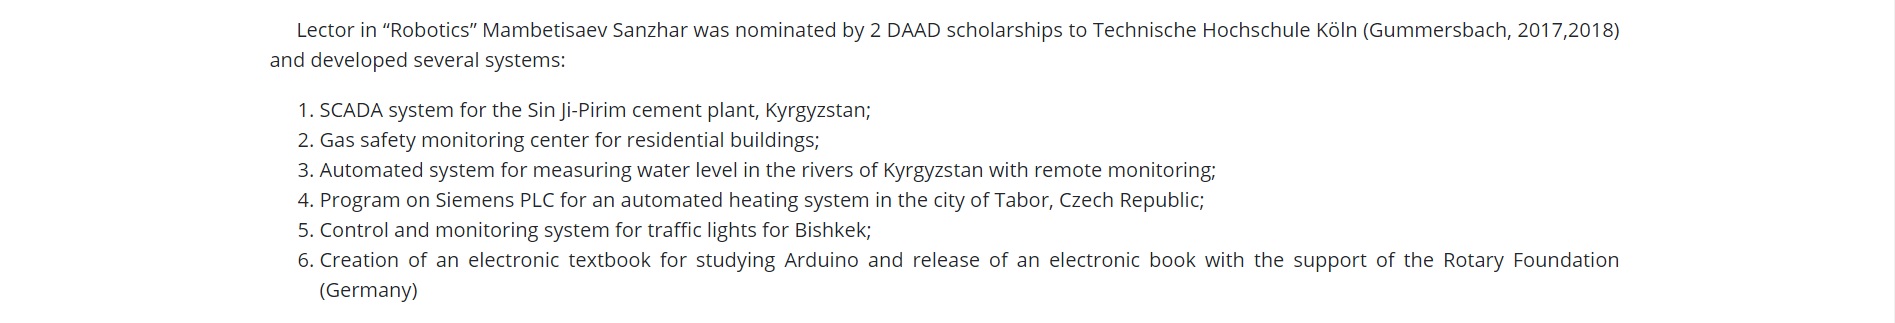 Lector in “Robotics” Mambetisaev Sanzhar was nominated by 2 DAAD scholarships to Technische Hochschule Köln (Gummersbach, 2017,2018)
and developed several systems:
1. SCADA system for the Sin Ji-Pirim cement plant, Kyrgyzstan;
2. Gas safety monitoring center for residential buildings;
3. Automated system for measuring water level in the rivers of Kyrgyzstan with remote monitoring;
4. Program on Siemens PLC for an automated heating system in the city of Tabor, Czech Republic;
5. Control and monitoring system for traffic lights for Bishkek;
6. Creation of an electronic textbook for studying Arduino and release of an electronic book with the support of the Rotary Foundation
(Germany)